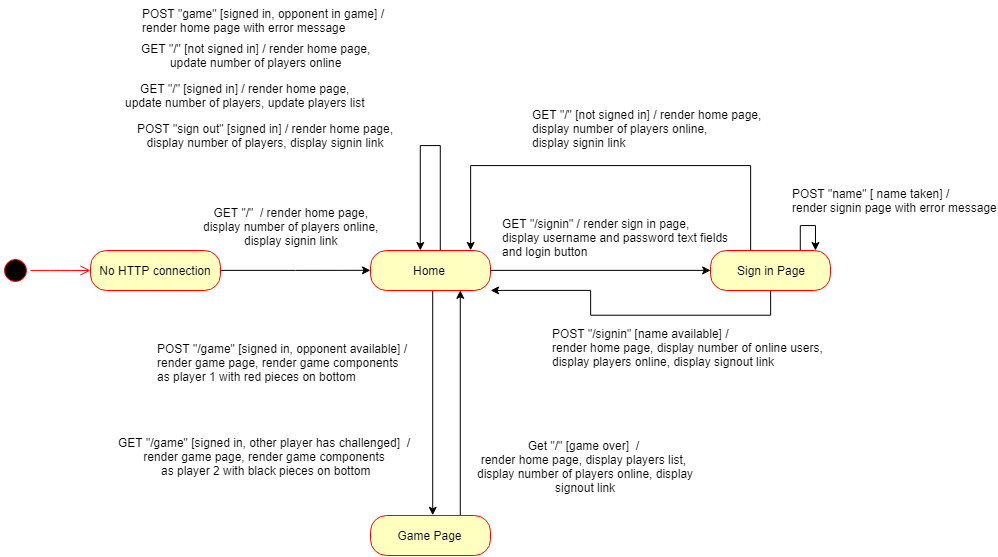 POST "game" [signed in, opponent in game] /
render home page with error message
GET "/" [not signed in] / render home page,
update number of players online
GET "/" [signed in] / render home page,
update number of players, update players list
POST "sign out" [signed in] / render home page,
display number of players, display signin link
GET "/" [not signed in] / render home page,
display number of players online,
display signin link
POST "name" [ name taken] /
render signin page with error message
GET "/"  / render home page,
display number of players online,
display signin link
GET "/signin" / render sign in page,
display username and password text fields
and login button
No HTTP connection
Home
Sign in Page
POST "/signin" [name available] /
render home page, display number of online users,
display players online, display signout link
POST "/game" [signed in, opponent available] /
render game page, render game components
as player 1 with red pieces on bottom
GET "/game" [signed in, other player has challenged]  /
render game page, render game components
as player 2 with black pieces on bottom
Get "/" [game over]  /
render home page, display players list,
display number of players online, display
signout link
Game Page